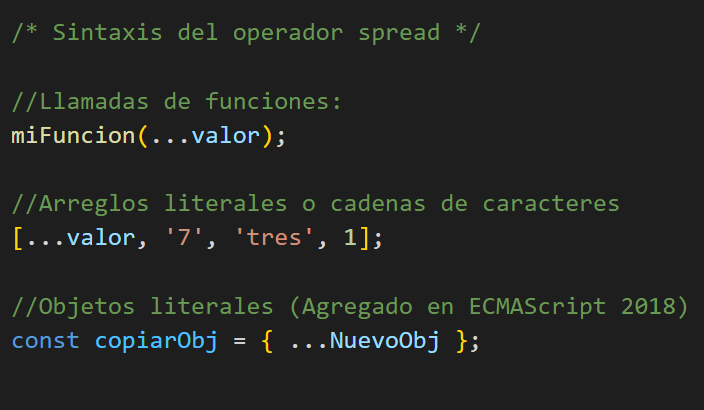 /* Sintaxis del operador spread */
//Llamadas de funciones:
miFuncion(...valor);
//Arreglos literales o cadenas de caracteres
[...valor, '7', 'tres', 1];
//Objetos literales (Agregado en ECMAScript 2018)
const copiarObj = { ...NuevoObj };